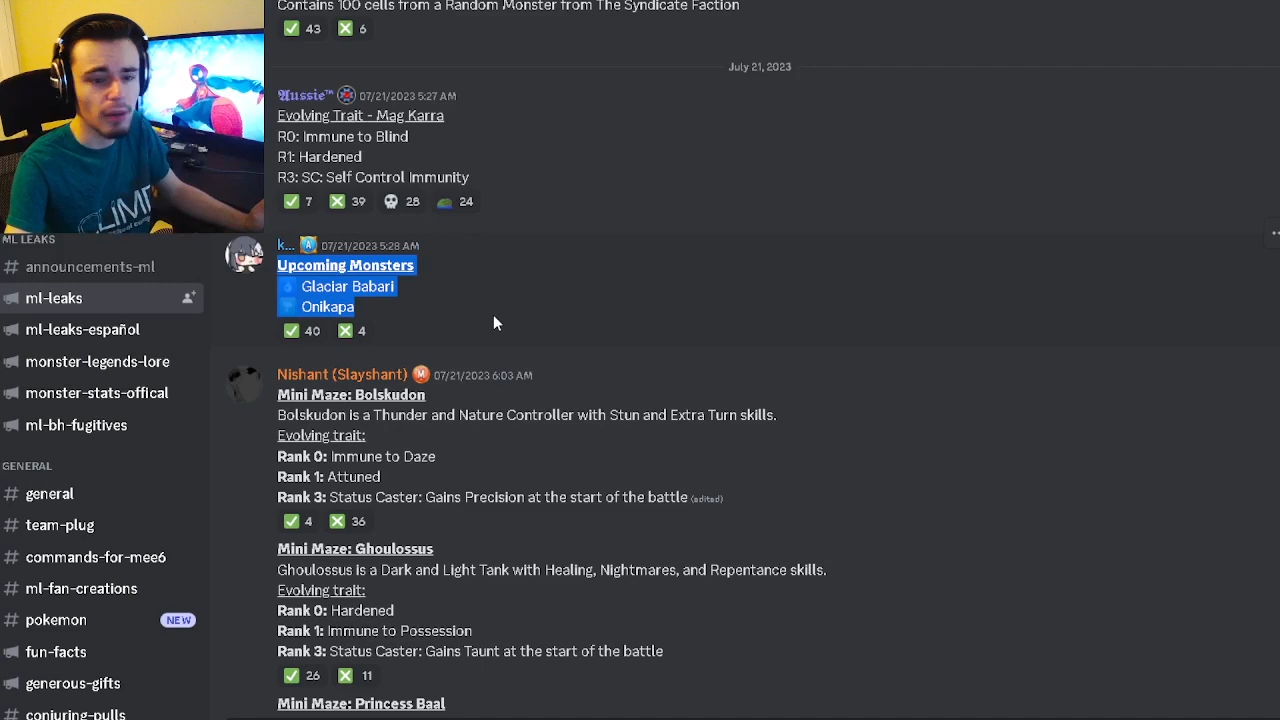 Contains 100 cells from a Random Monster from The Syndicate Faction
43 6
July 21, 2023
Aussie™ 07/21/2023 5:27 AM
Evolving Trait - Mag Karra
R0: Immune to Blind
R1: Hardened
R3: SC: Self Control Immunity
7 39 28 24
k... 07/21/2023 5:28 AM
Upcoming Monsters
Glaciar Babari
Onikapa
40 4
Nishant (Slayshant) M 07/21/2023 6:03 AM
Mini Maze: Bolskudon
Bolskudon is a Thunder and Nature Controller with Stun and Extra Turn skills.
Evolving trait:
Rank 0: Immune to Daze
Rank 1: Attuned
Rank 3: Status Caster: Gains Precision at the start of the battle (edited)
4 36
Mini Maze: Ghoulossus
Ghoulossus is a Dark and Light Tank with Healing, Nightmares, and Repentance skills.
Evolving trait:
Rank 0: Hardened
Rank 1: Immune to Possession
Rank 3: Status Caster: Gains Taunt at the start of the battle
26 11
Mini Maze: Princess Baal
ML LEAKS
announcements-ml
ml-leaks
ml-leaks-español
monster-legends-lore
monster-stats-offical
ml-bh-fugitives
GENERAL
general
team-plug
commands-for-mee6
ml-fan-creations
pokemon NEW
fun-facts
generous-gifts
conjuring-pulls